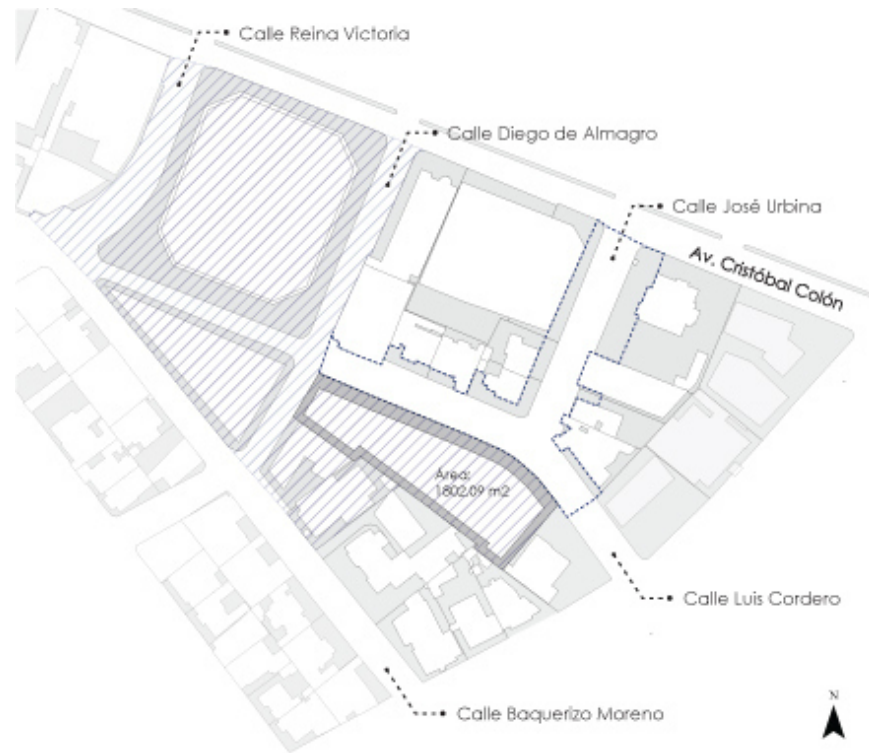 Calle Reina Victoria
Calle Diego de Almagro
Calle José Urbina
Av. Cristóbal Colón
Área:
1802.09 m2
Calle Luis Cordero
Calle Baquerizo Moreno
N